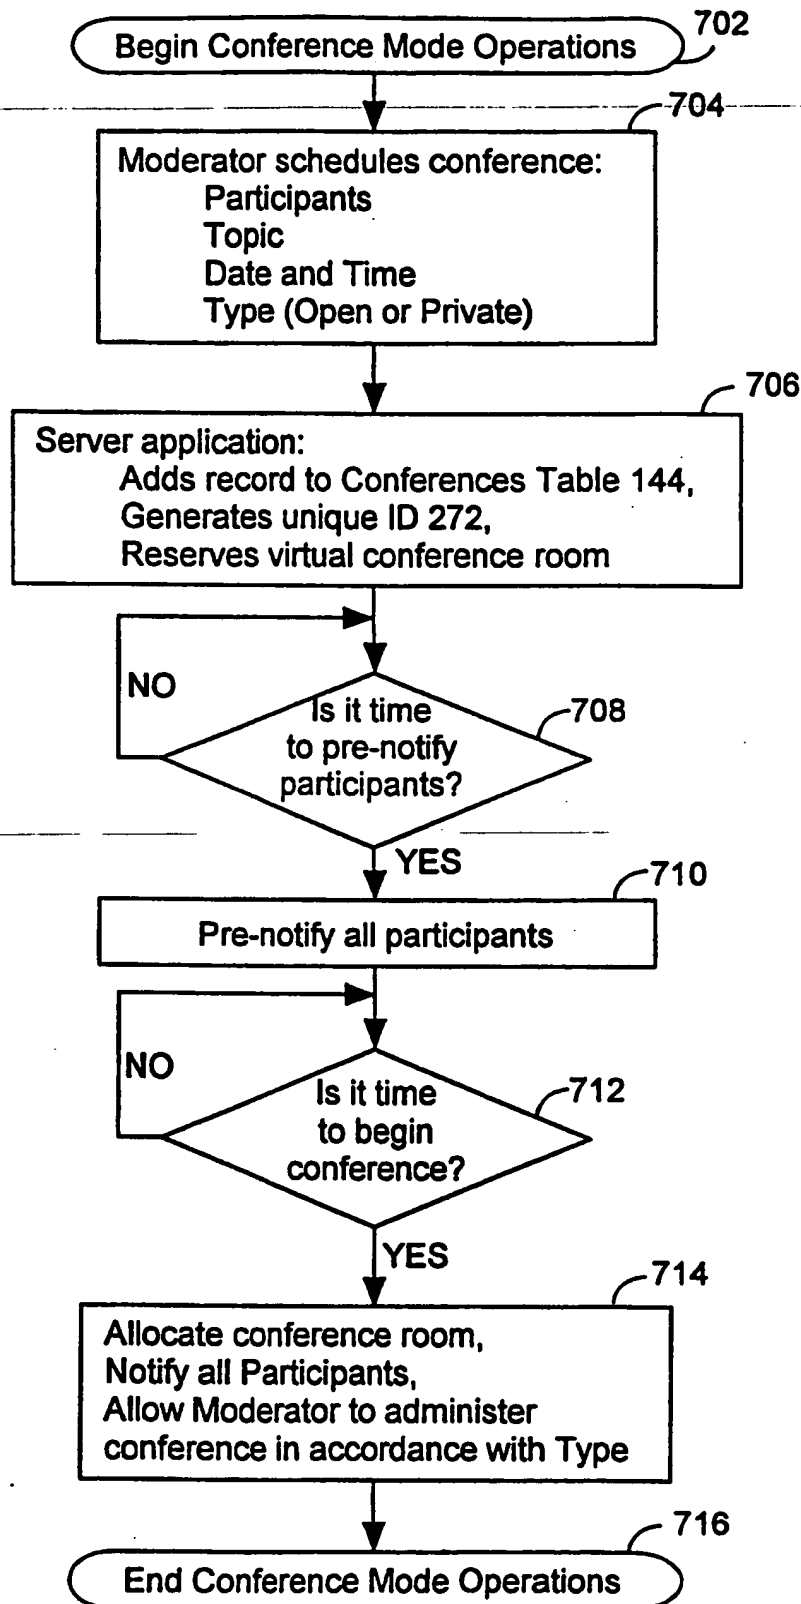 Begin Conference Mode Operations
702
704
Moderator schedules conference:
Participants
Topic
Date and Time
Type (Open or Private)
706
Server application:
Adds record to Conferences Table 144,
Generates unique ID 272,
Reserves virtual conference room
NO
Is it time
to pre-notify
participants?
708
YES
710
Pre-notify all participants
NO
Is it time
to begin
conference?
712
YES
714
Allocate conference room,
Notify all Participants,
Allow Moderator to administer
conference in accordance with Type
716
End Conference Mode Operations